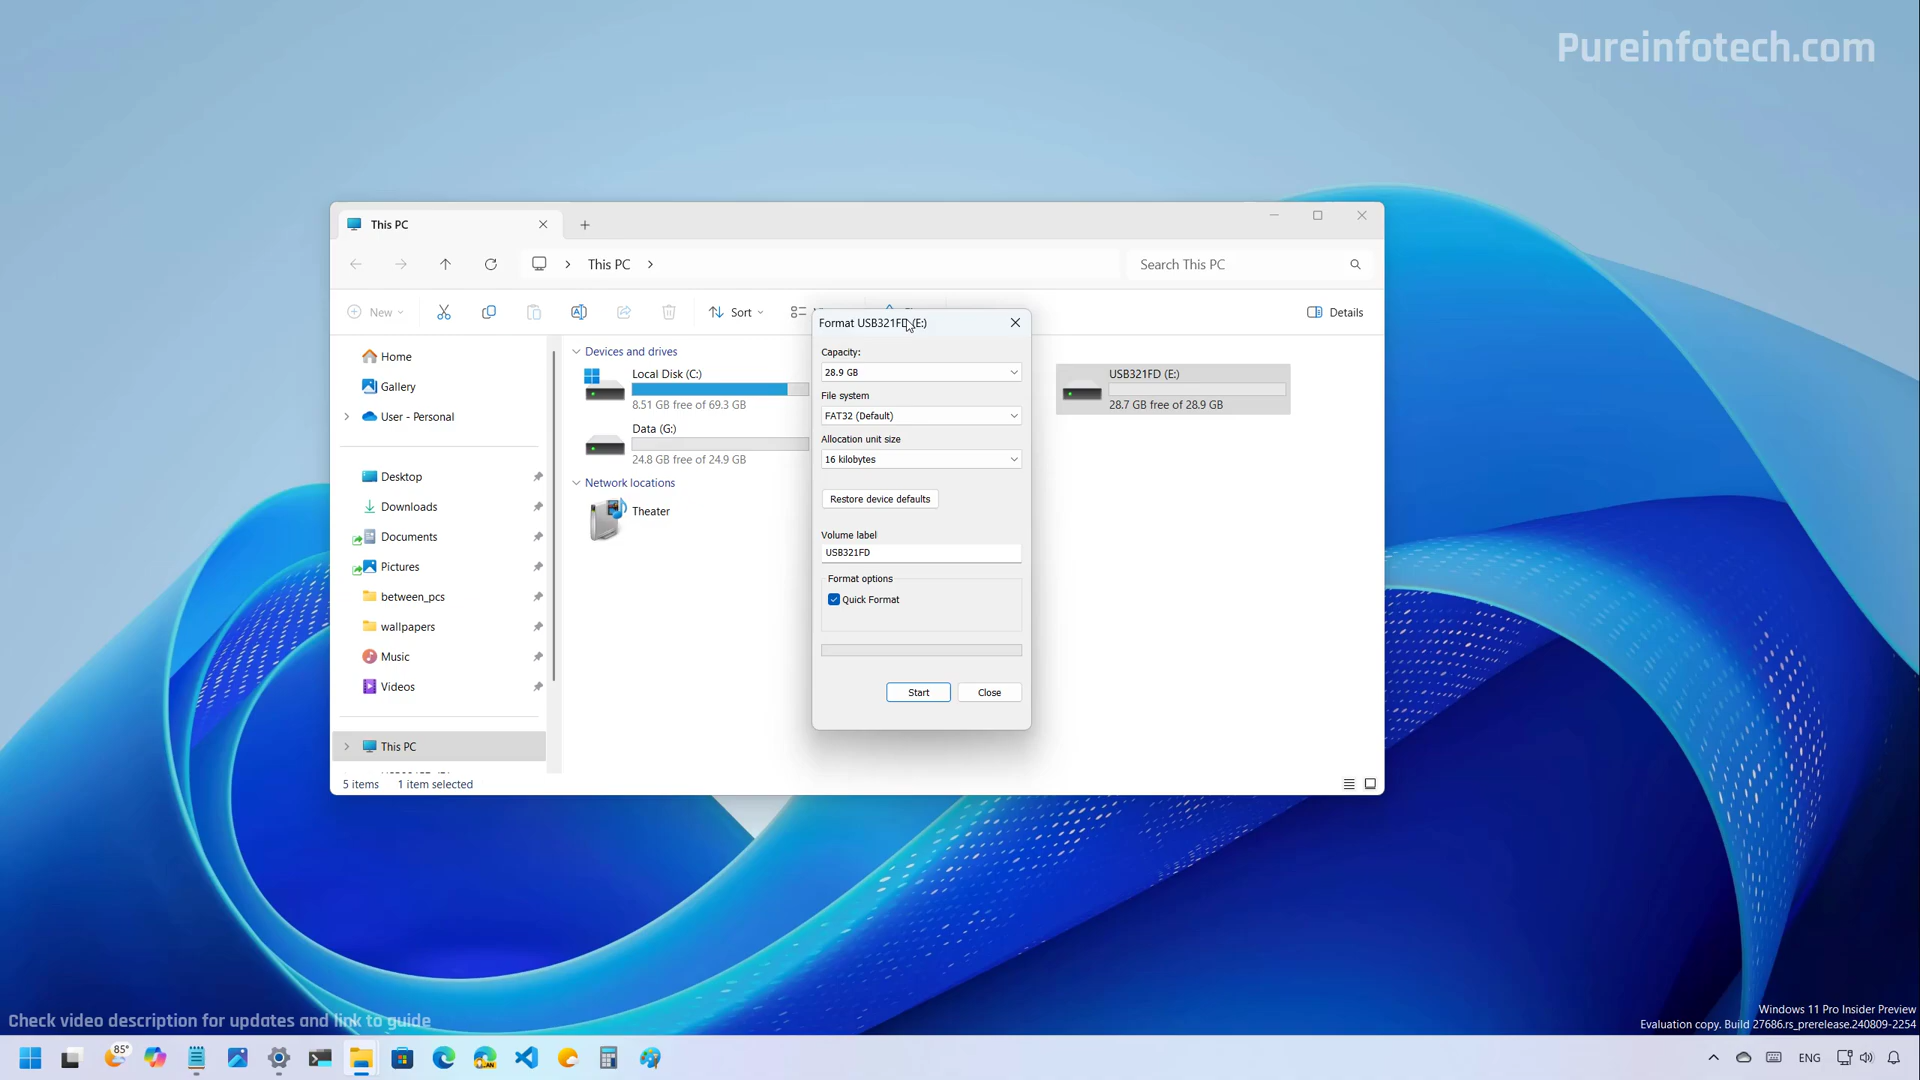 Pureinfotech.com
This PC
This PC
Search This PC
New
Sort
Details
Format USB321FD (E:)
Capacity:
28.9 GB
File system
FAT32 (Default)
Allocation unit size
16 kilobytes
Restore device defaults
Volume label
USB321FD
Format options
Quick Format
Start
Close
Home
Gallery
User - Personal
Desktop
Downloads
Documents
Pictures
between_pcs
wallpapers
Music
Videos
This PC
Devices and drives
Local Disk (C:)
8.51 GB free of 69.3 GB
Data (G:)
24.8 GB free of 24.9 GB
USB321FD (E:)
28.7 GB free of 28.9 GB
Network locations
Theater
5 items
1 item selected
Check video description for updates and link to guide
Windows 11 Pro Insider Preview
Evaluation copy. Build 27686.rs_prerelease.240809-2254
85°
CAN
ENG